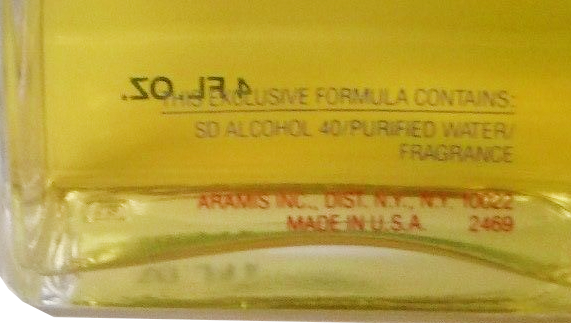 4 FL. OZ.
THIS EXCLUSIVE FORMULA CONTAINS:
SD ALCOHOL 40/PURIFIED WATER/
FRAGRANCE
ARAMIS INC., DIST. N.Y., N.Y. 10022
MADE IN U.S.A. 2469